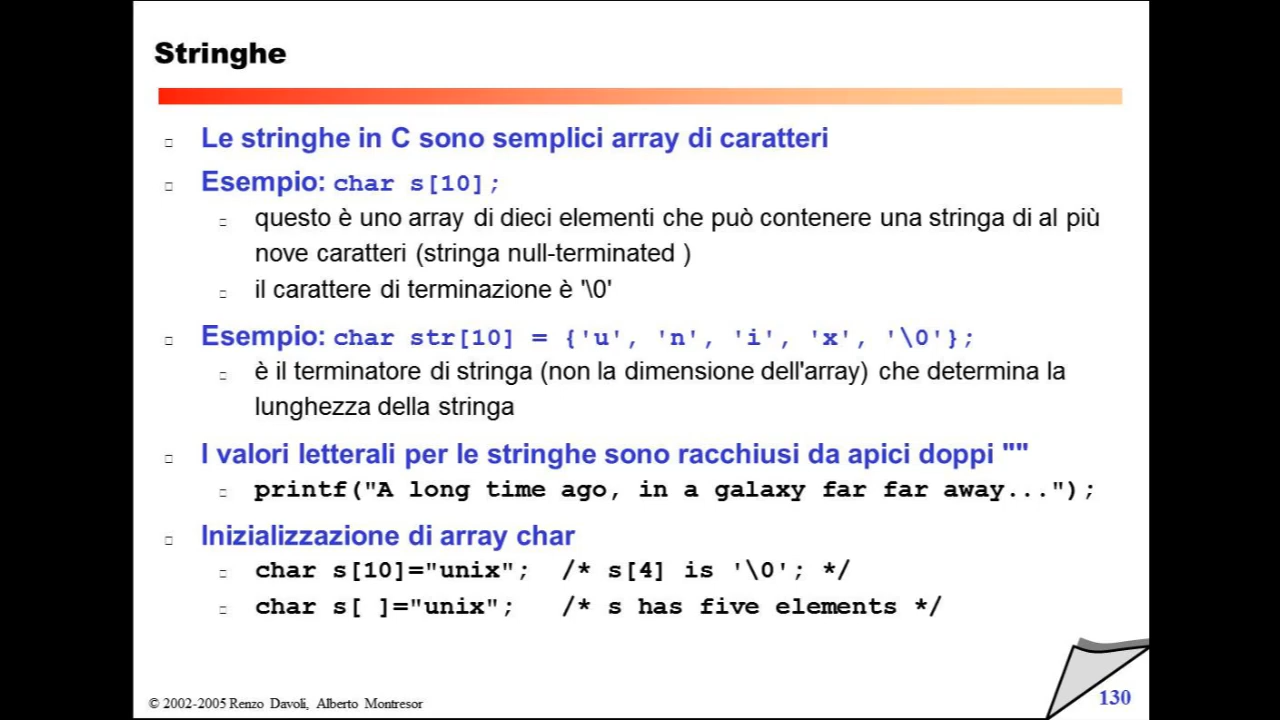 Stringhe
Le stringhe in C sono semplici array di caratteri
Esempio: char s[10];
questo è uno array di dieci elementi che può contenere una stringa di al più
nove caratteri (stringa null-terminated )
il carattere di terminazione è '\0'
Esempio: char str[10] = {'u', 'n', 'i', 'x', '\0'};
è il terminatore di stringa (non la dimensione dell'array) che determina la
lunghezza della stringa
I valori letterali per le stringhe sono racchiusi da apici doppi ""
printf("A long time ago, in a galaxy far far away...");
Inizializzazione di array char
char s[10]="unix"; /* s[4] is '\0'; */
char s[ ]="unix"; /* s has five elements */
© 2002-2005 Renzo Davoli, Alberto Montresor
130